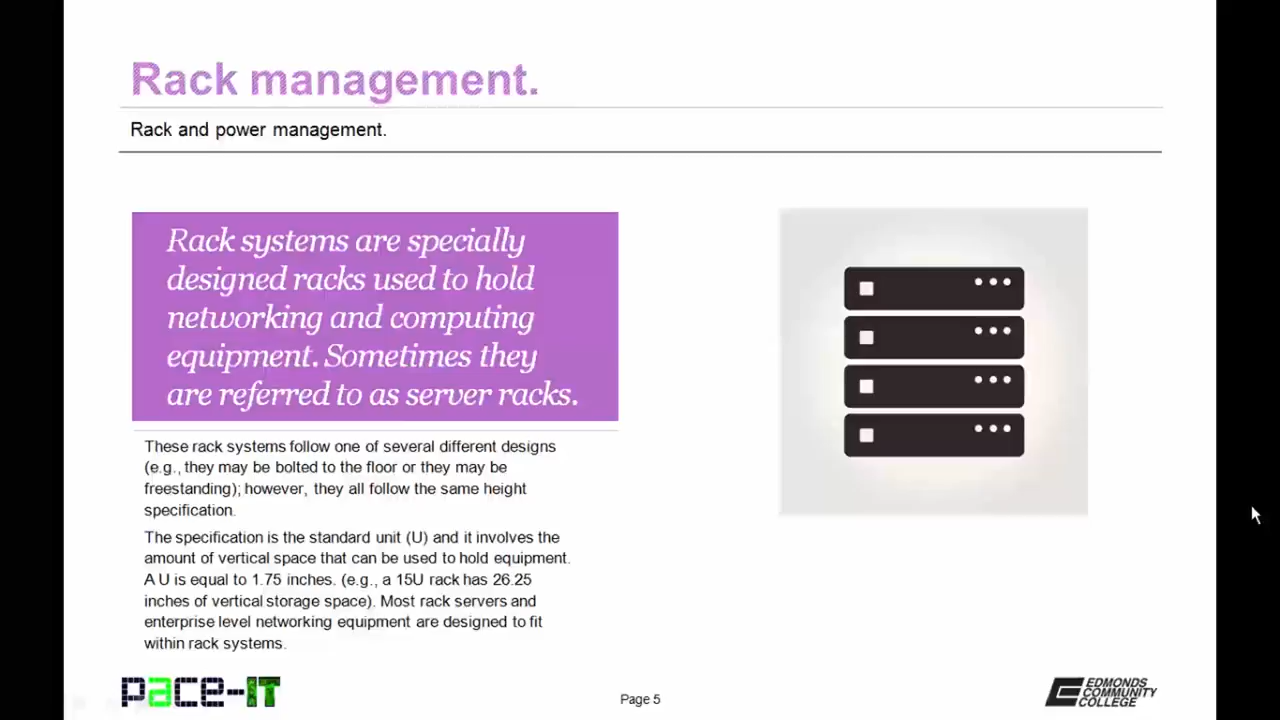 Rack management.
Rack and power management.
Rack systems are specially
designed racks used to hold
networking and computing
equipment. Sometimes they
are referred to as server racks.
These rack systems follow one of several different designs
(e.g., they may be bolted to the floor or they may be
freestanding); however, they all follow the same height
specification.
The specification is the standard unit (U) and it involves the
amount of vertical space that can be used to hold equipment.
A U is equal to 1.75 inches. (e.g., a 15U rack has 26.25
inches of vertical storage space). Most rack servers and
enterprise level networking equipment are designed to fit
within rack systems.
pace-IT
Page 5
EDMONDS
COMMUNITY
COLLEGE